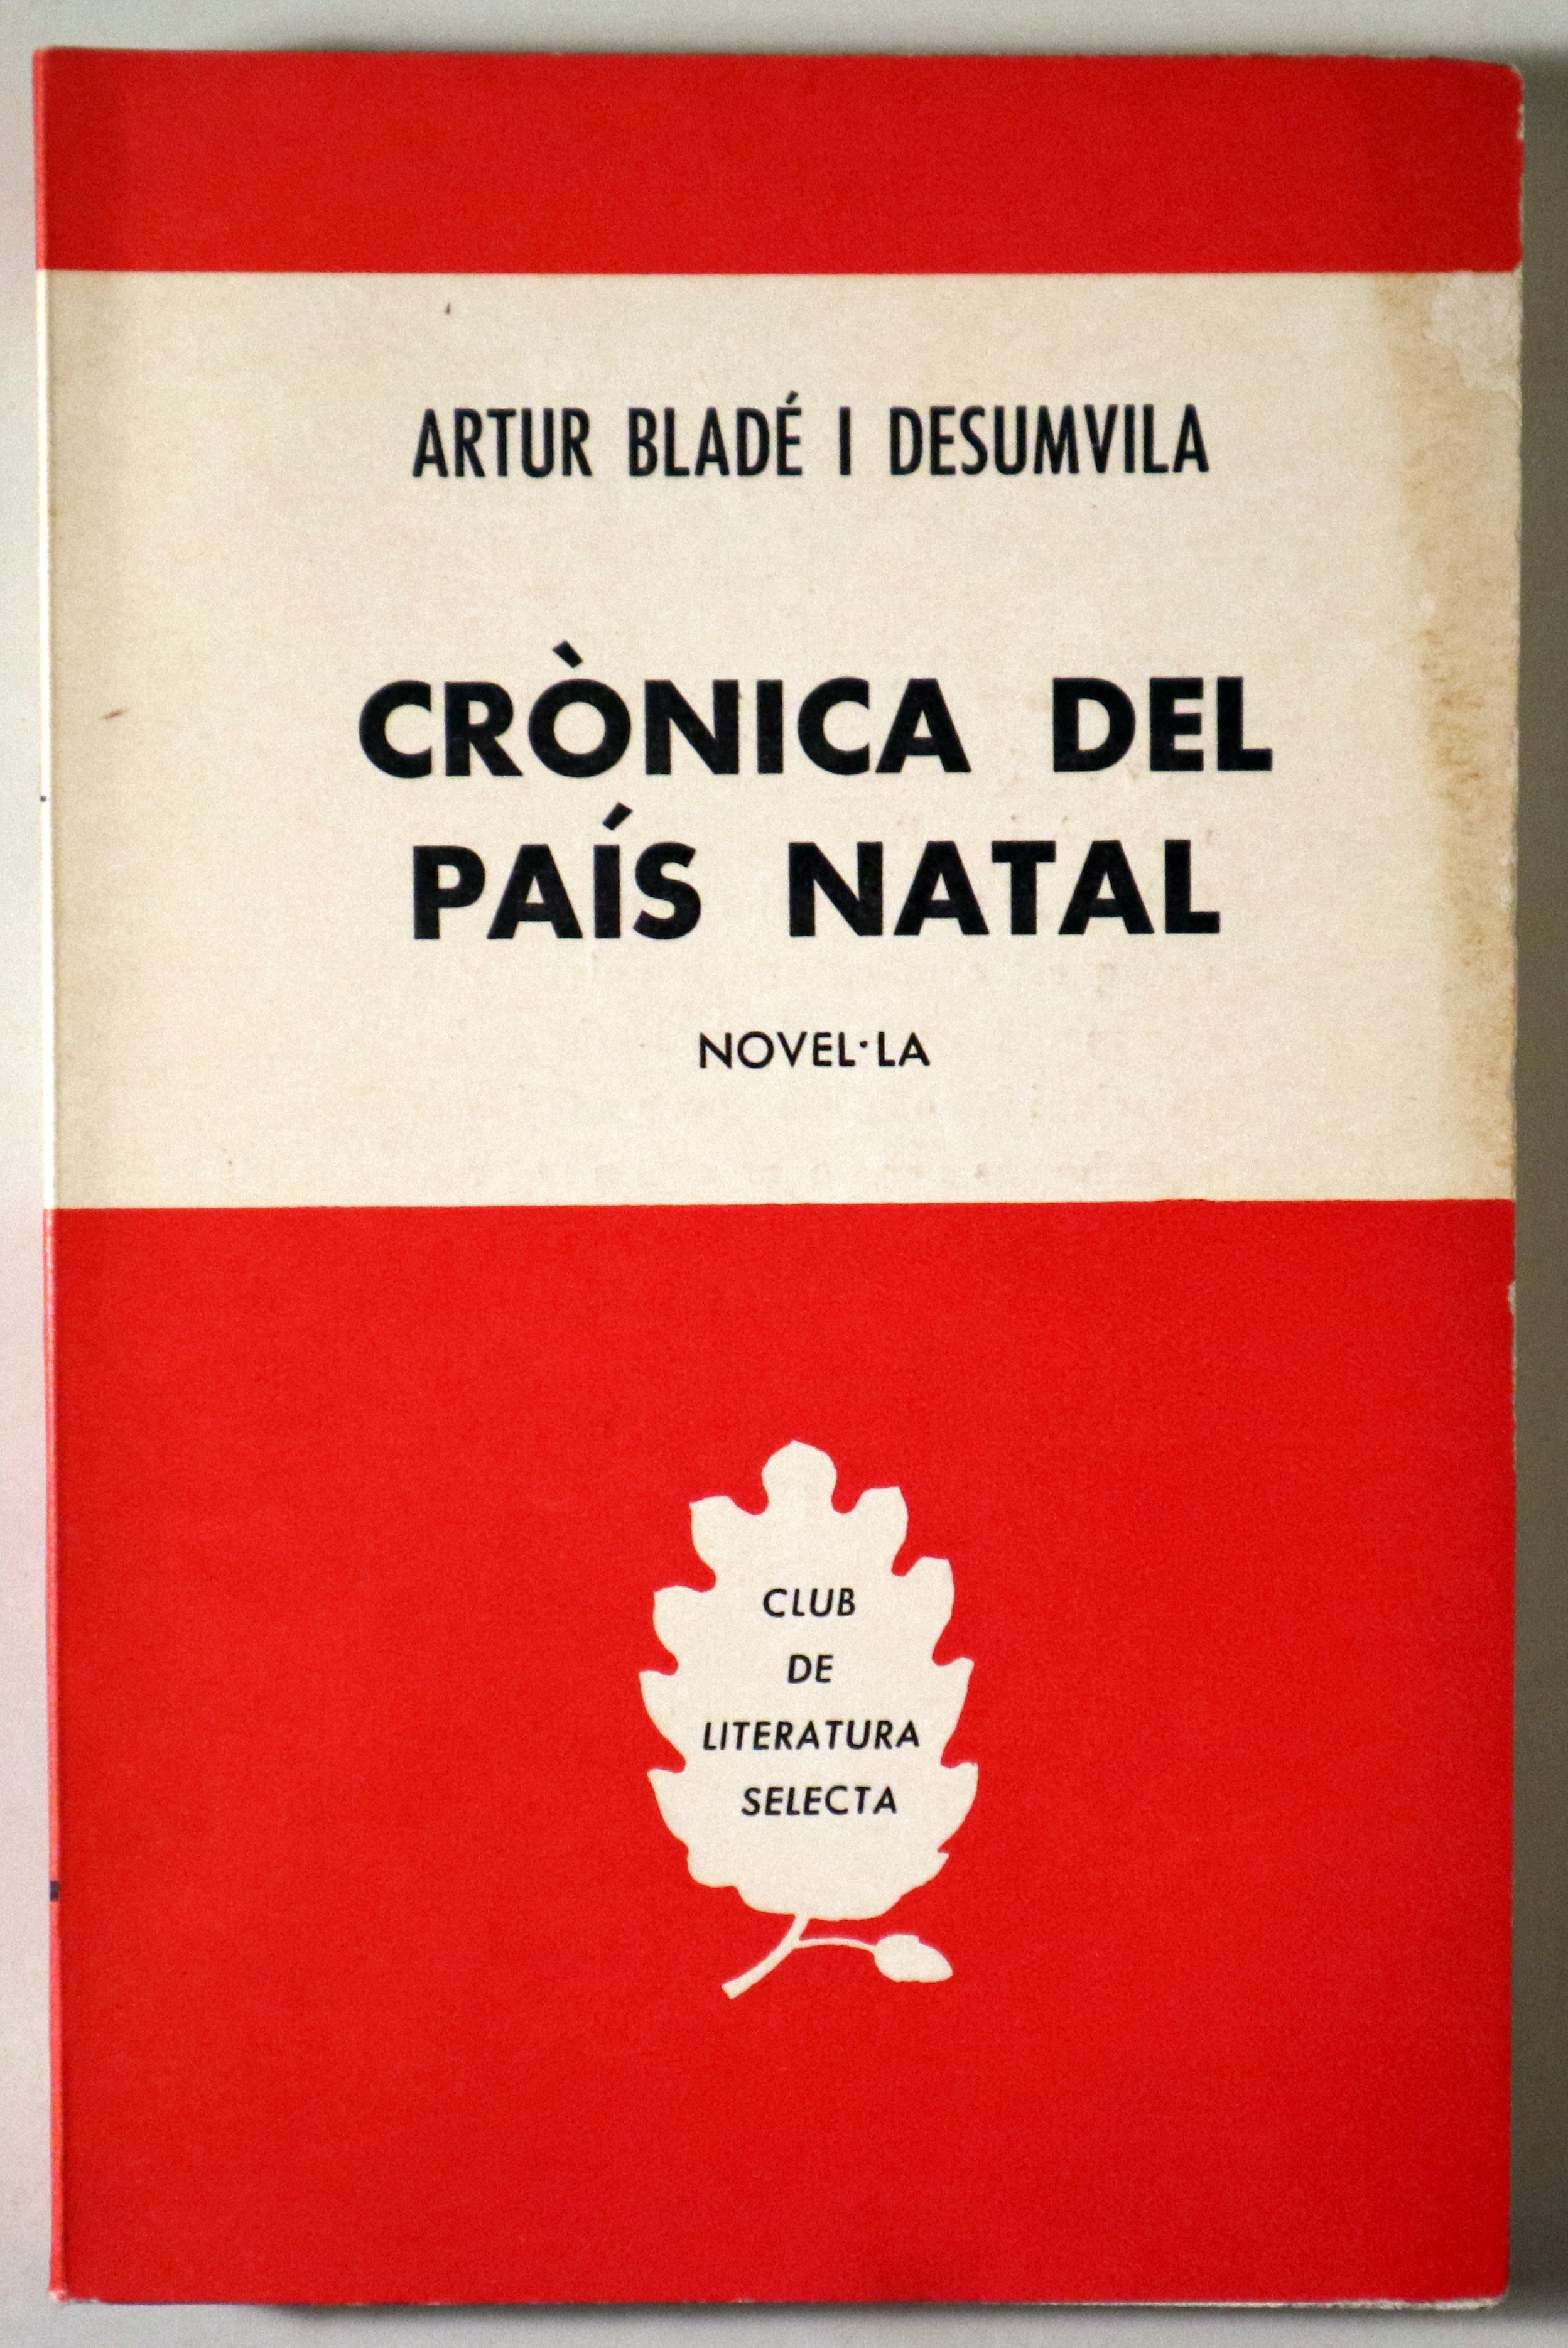 ARTUR BLADÉ I DESUMVILA
CRÒNICA DEL
PAÍS NATAL
NOVEL·LA
CLUB
DE
LITERATURA
SELECTA